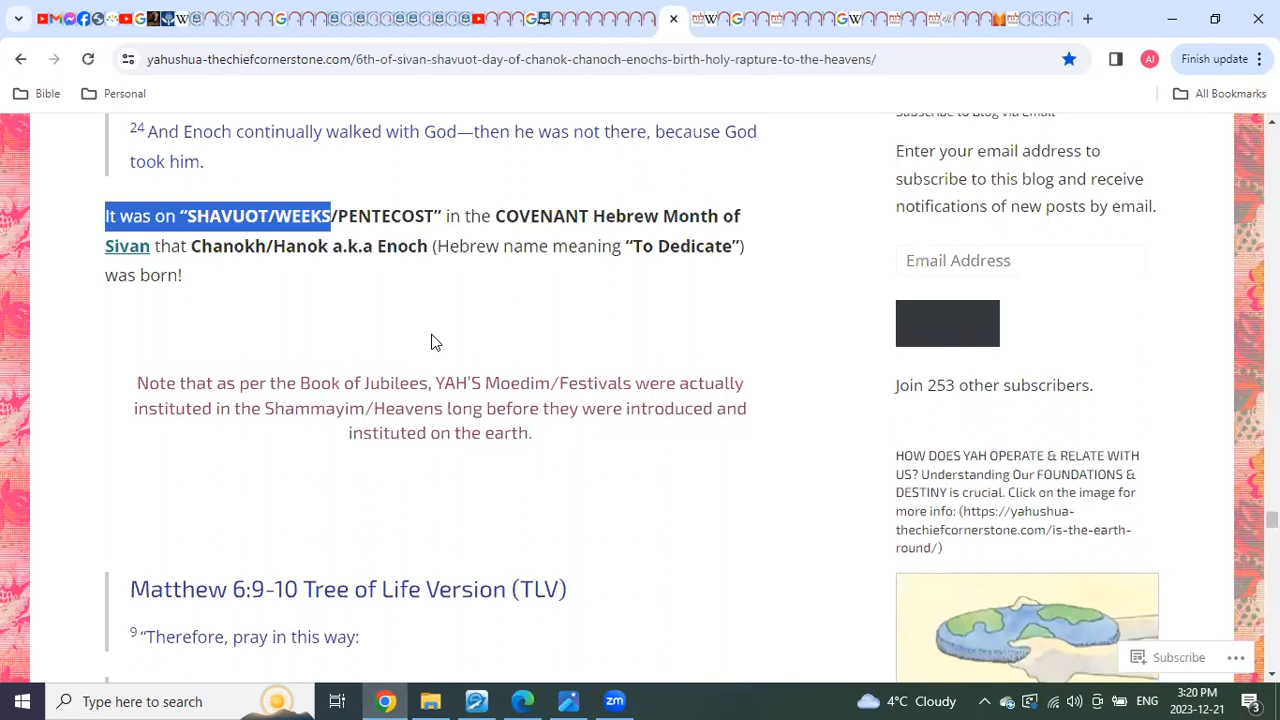 Finish update
yahushua-thechiefcornerstone.com/6th-of-sivan-shavuot-day-of-chanok-chanoch-enochs-birth-holy-rapture-to-the-heavens/
Bible
Personal
All Bookmarks
24 And Enoch continually walked with God—then he was not there, because God
took him.
It was on “SHAVUOT/WEEKS/PENTECOST” in the COVENANT Hebrew Month of
Sivan that Chanokh/Hanok a.k.a Enoch (Hebrew name meaning “To Dedicate”)
was born!
Note that as per the Book of Jubilees, YAH'S Moedim/Festivals were actually
instituted in the Shammayim/Heavens long before they were introduced and
instituted on the earth.
Matthew 6:9-10 Tree of Life Version (TLV)
9 “Therefore, pray in this way:
Subscribe to Blog via Email
Enter your email address to
subscribe to this blog and receive
notifications of new posts by email.
Email Address
Join 253 other subscribers.
HOW DOES YAH OPERATE & RELATE WITH
US? Understanding Our FOUNDATIONS &
DESTINY is crucial. Click on the image for
more info: (https://yahushua-
thechiefcornerstone.com/is-the-earth-
round/)
Subscribe
Type here to search
zm
4°C Cloudy
ENG
3:20 PM
2023-12-21
3